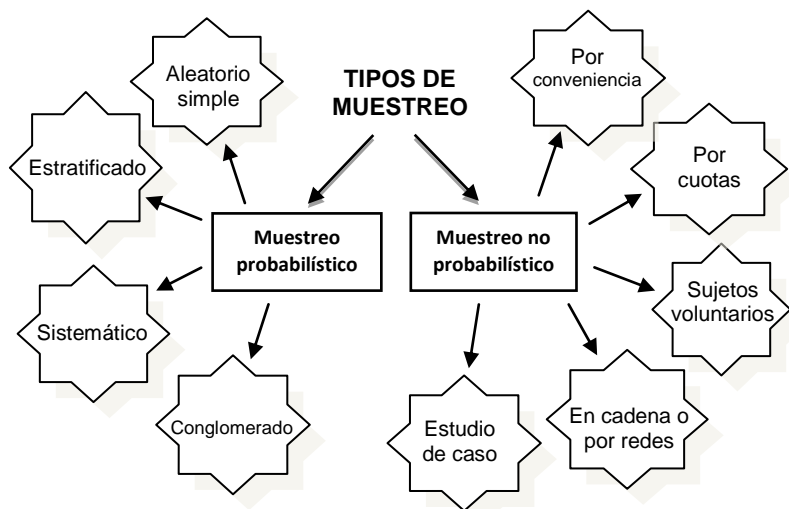 TIPOS DE
MUESTREO
Muestreo
probabilístico
Aleatorio
simple
Estratificado
Sistemático
Conglomerado
Muestreo no
probabilístico
Por
conveniencia
Por
cuotas
Sujetos
voluntarios
En cadena o
por redes
Estudio
de caso